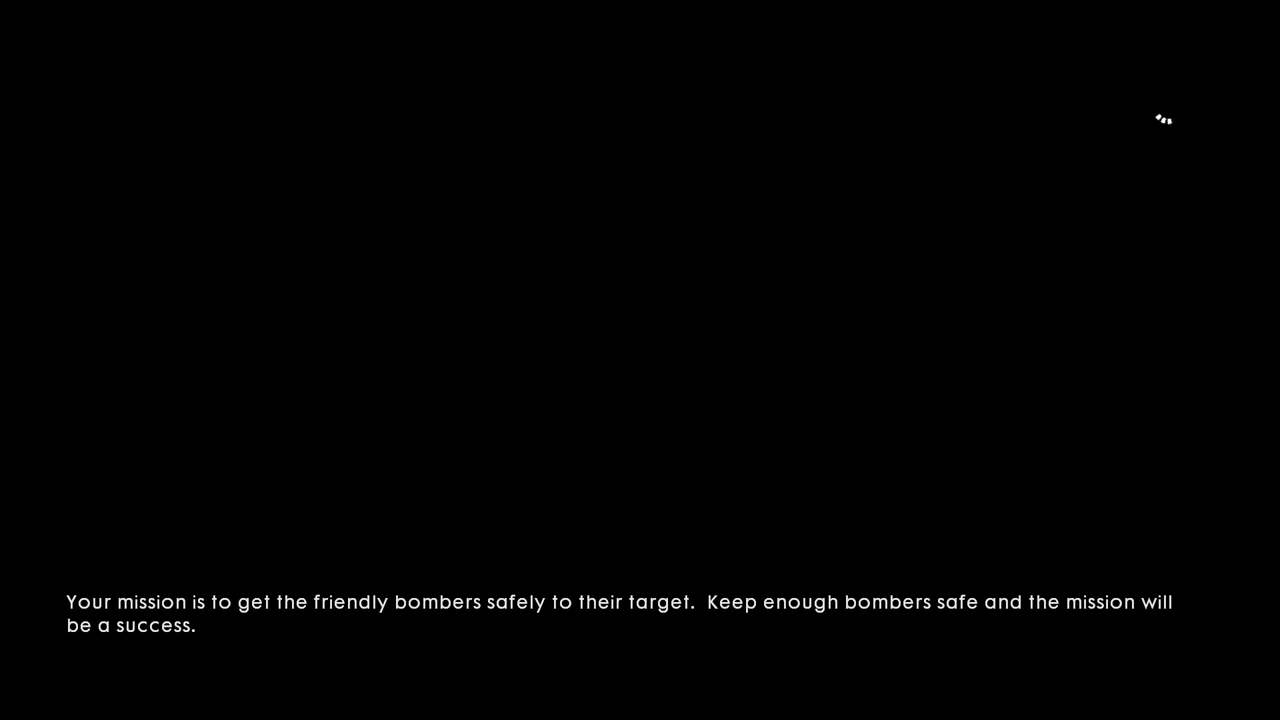 Your mission is to get the friendly bombers safely to their target.  Keep enough bombers safe and the mission will
be a success.